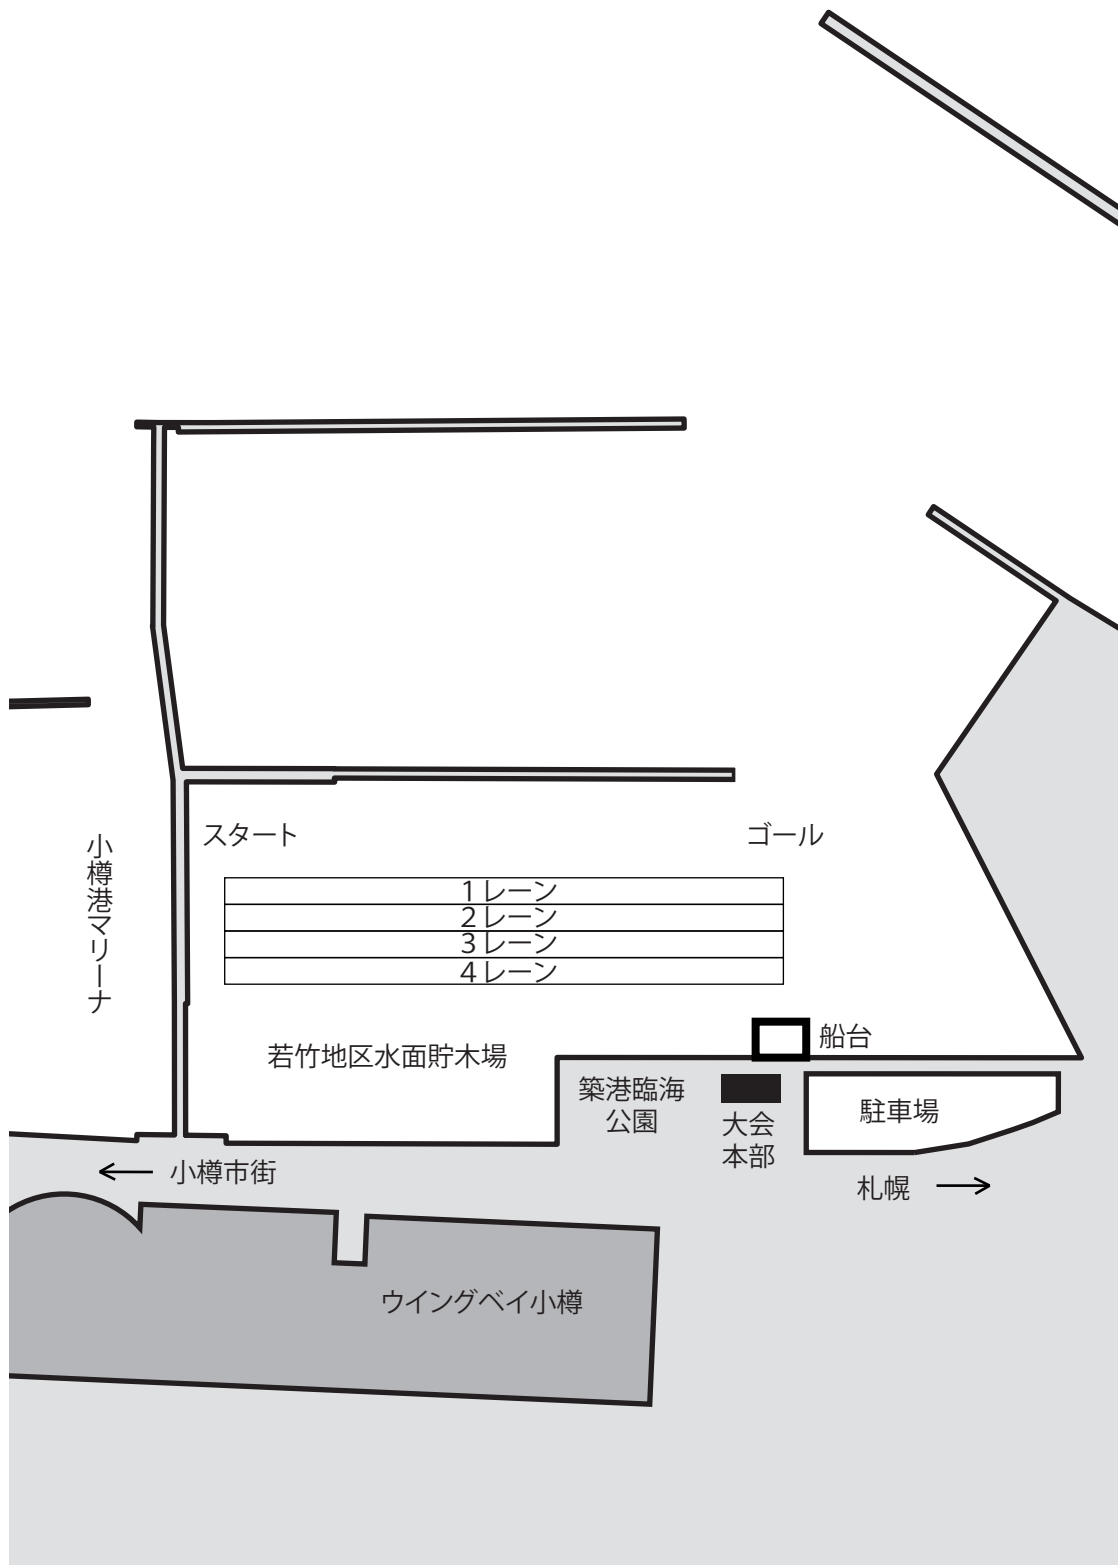 スタート
ゴール
小樽港マリーナ
1 レーン
2 レーン
3 レーン
4 レーン
船台
若竹地区水面貯木場
築港臨海
公園
大会
本部
駐車場
小樽市街
札幌
ウイングベイ小樽